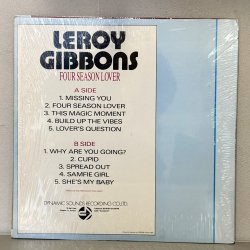 LEROY
GIBBONS
FOUR SEASON LOVER
A SIDE
1. MISSING YOU
2. FOUR SEASON LOVER
3. THIS MAGIC MOMENT
4. BUILD UP THE VIBES
5. LOVER'S QUESTION
B SIDE
1. WHY ARE YOU GOING?
2. CUPID
3. SPREAD OUT
4. SAMFIE GIRL
5. SHE'S MY BABY
DYNAMIC SOUNDS RECORDING CO. LTD.